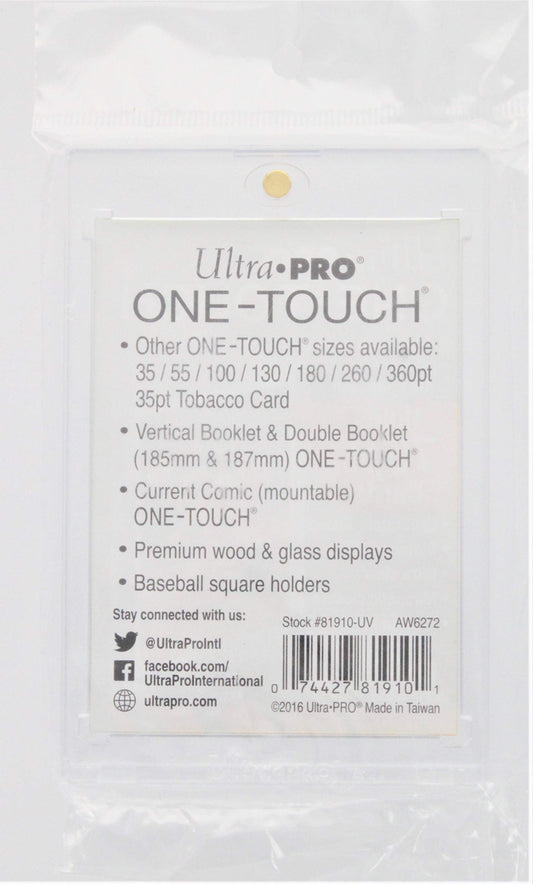 Ultra•PRO®
ONE-TOUCH®
• Other ONE-TOUCH® sizes available:
35 / 55 / 100 / 130 / 180 / 260 / 360pt
35pt Tobacco Card
• Vertical Booklet & Double Booklet
(185mm & 187mm) ONE-TOUCH®
• Current Comic (mountable)
ONE-TOUCH®
• Premium wood & glass displays
• Baseball square holders
Stay connected with us:
@UltraProIntl
facebook.com/
UltraProInternational
ultrapro.com
Stock #81910-UV AW6272
0 74427 81910 1
©2016 Ultra•PRO® Made in Taiwan